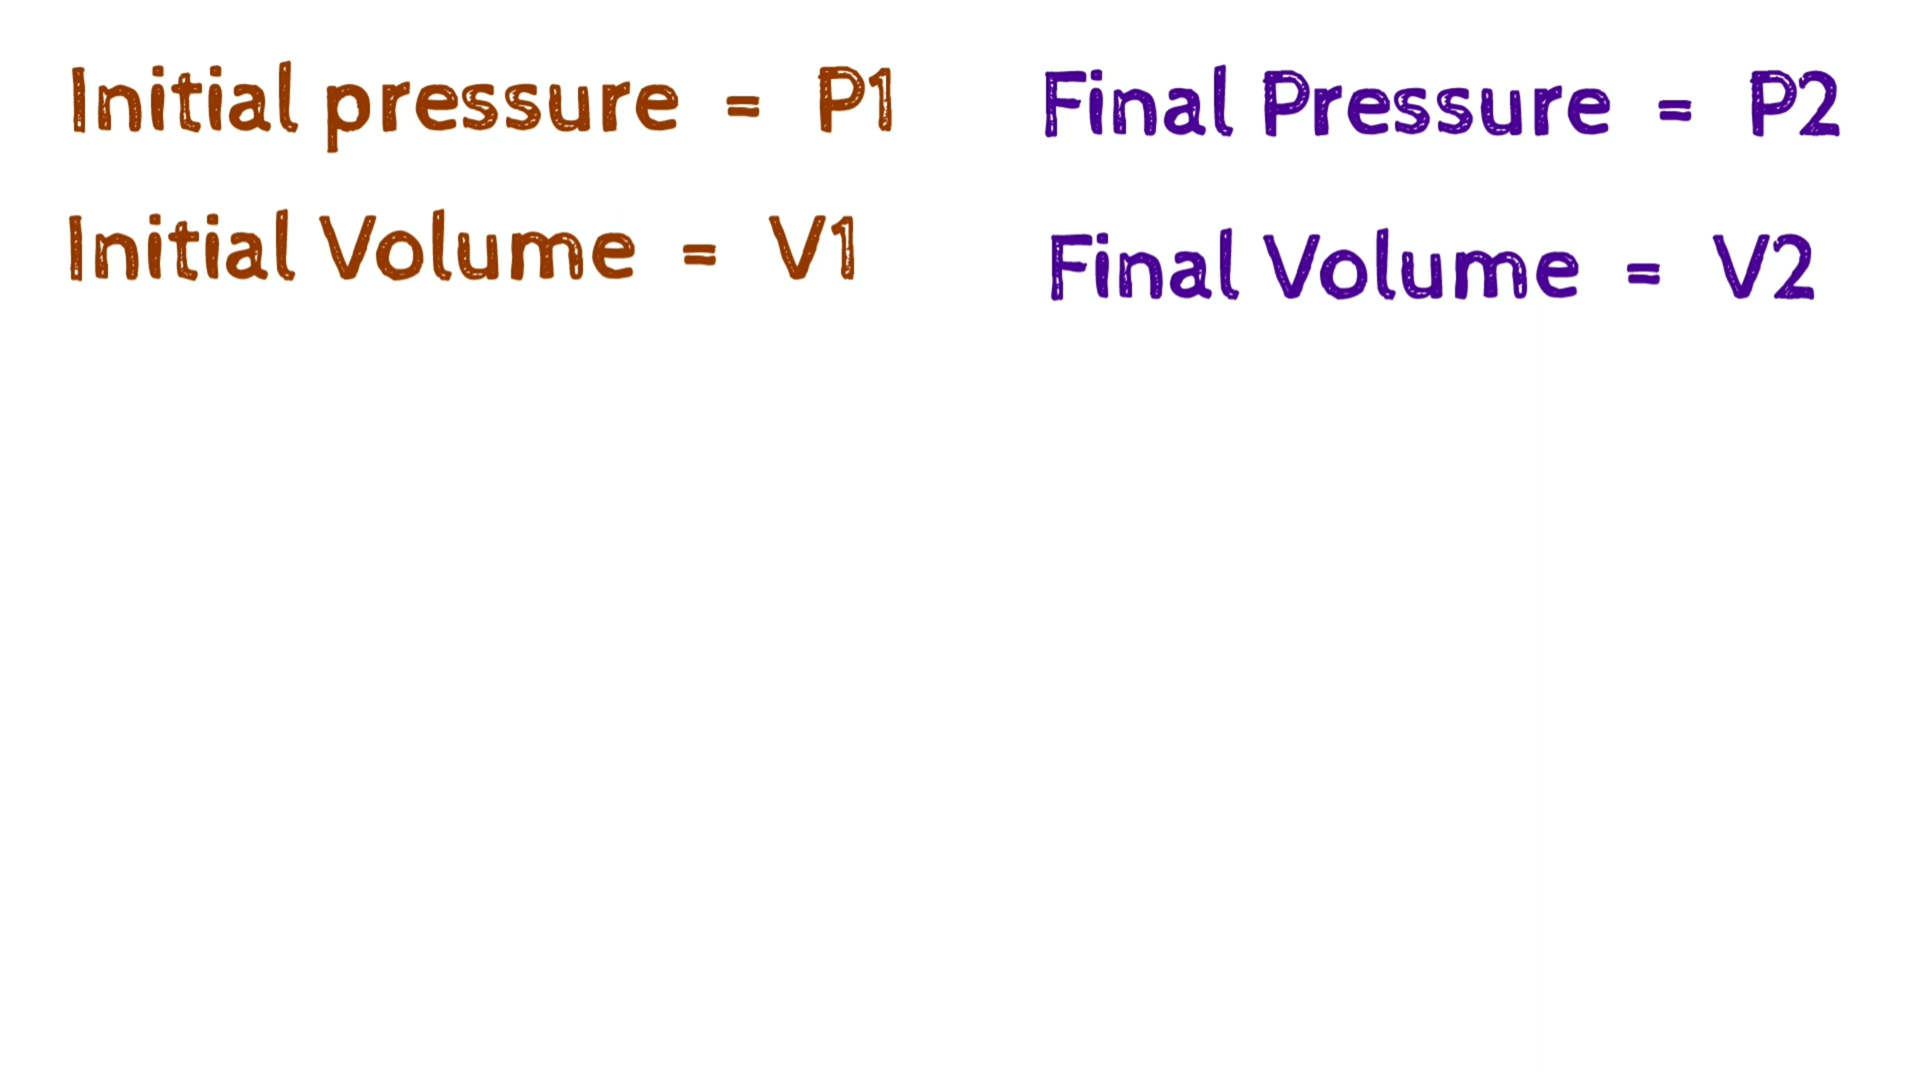 Initial pressure = P1
Initial Volume = V1
Final Pressure = P2
Final Volume = V2